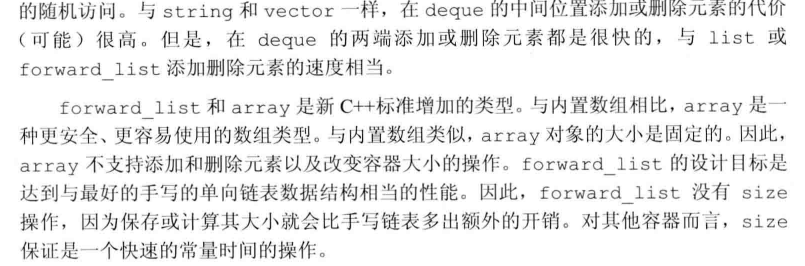 的随机访问。与 string 和 vector 一样，在 deque 的中间位置添加或删除元素的代价
（可能）很高。但是，在 deque 的两端添加或删除元素都是很快的，与 list 或
forward_list 添加删除元素的速度相当。
forward_list 和 array 是新 C++标准增加的类型。与内置数组相比，array 是一
种更安全、更容易使用的数组类型。与内置数组类似，array 对象的大小是固定的。因此，
array 不支持添加和删除元素以及改变容器大小的操作。forward_list 的设计目标是
达到与最好的手写的单向链表数据结构相当的性能。因此，forward_list 没有 size
操作，因为保存或计算其大小就会比手写链表多出额外的开销。对其他容器而言，size
保证是一个快速的常量时间的操作。